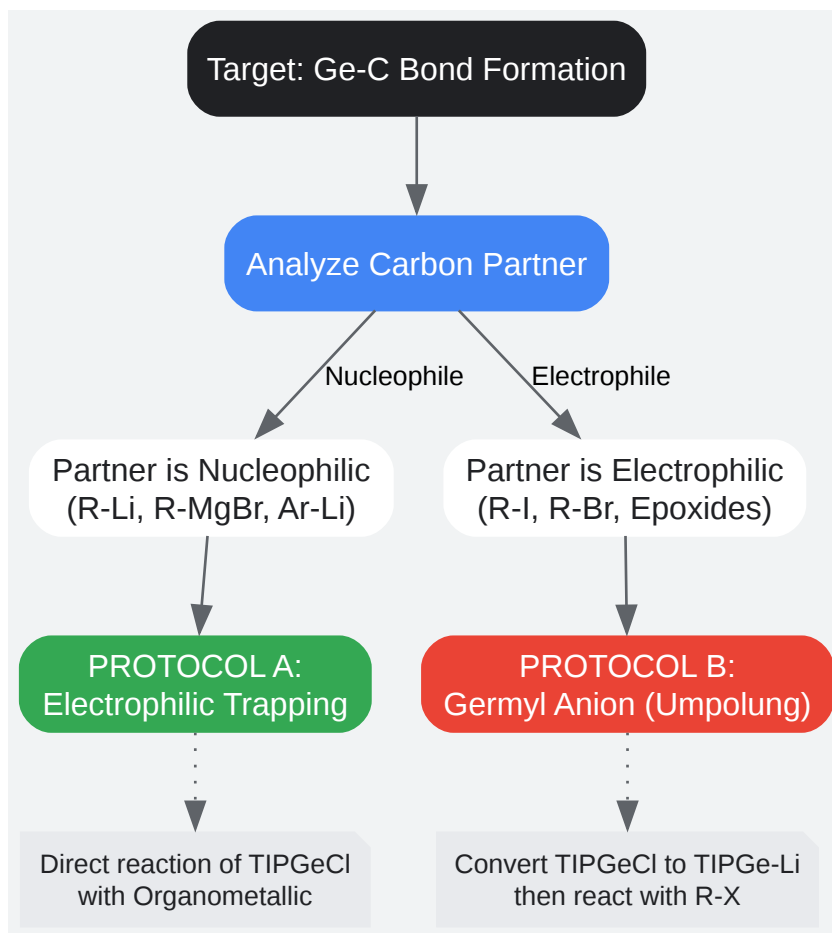 Target: Ge-C Bond Formation
Analyze Carbon Partner
Nucleophile
Electrophile
Partner is Nucleophilic
(R-Li, R-MgBr, Ar-Li)
Partner is Electrophilic
(R-I, R-Br, Epoxides)
PROTOCOL A:
Electrophilic Trapping
PROTOCOL B:
Germyl Anion (Umpolung)
Direct reaction of TIPGeCl
with Organometallic
Convert TIPGeCl to TIPGe-Li
then react with R-X